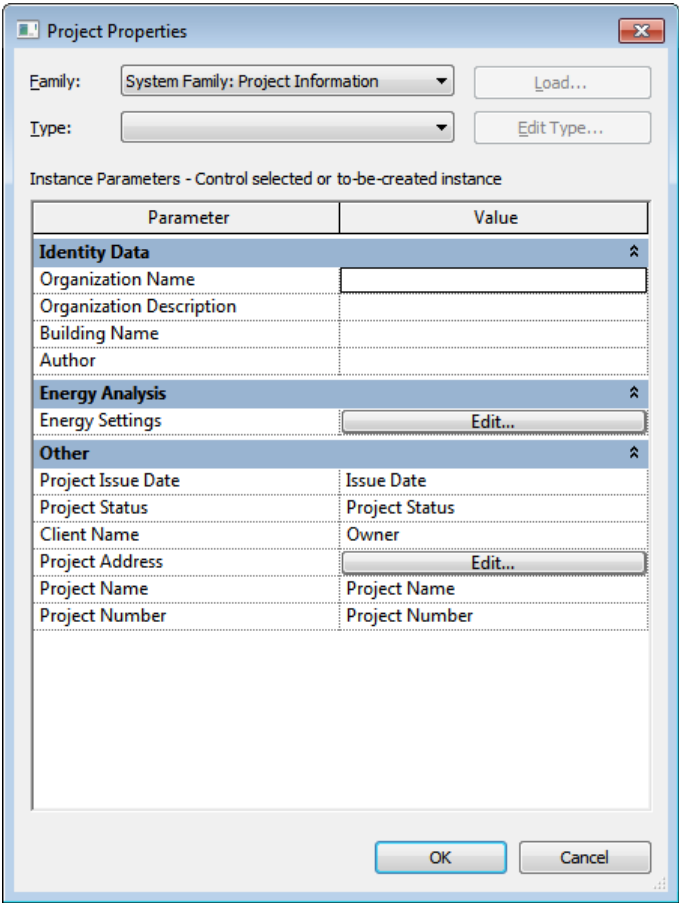 Project Properties
Family: System Family: Project Information Load...
Type: Edit Type...
Instance Parameters - Control selected or to-be-created instance
Parameter Value
Identity Data
Organization Name
Organization Description
Building Name
Author
Energy Analysis
Energy Settings Edit...
Other
Project Issue Date Issue Date
Project Status Project Status
Client Name Owner
Project Address Edit...
Project Name Project Name
Project Number Project Number
OK Cancel